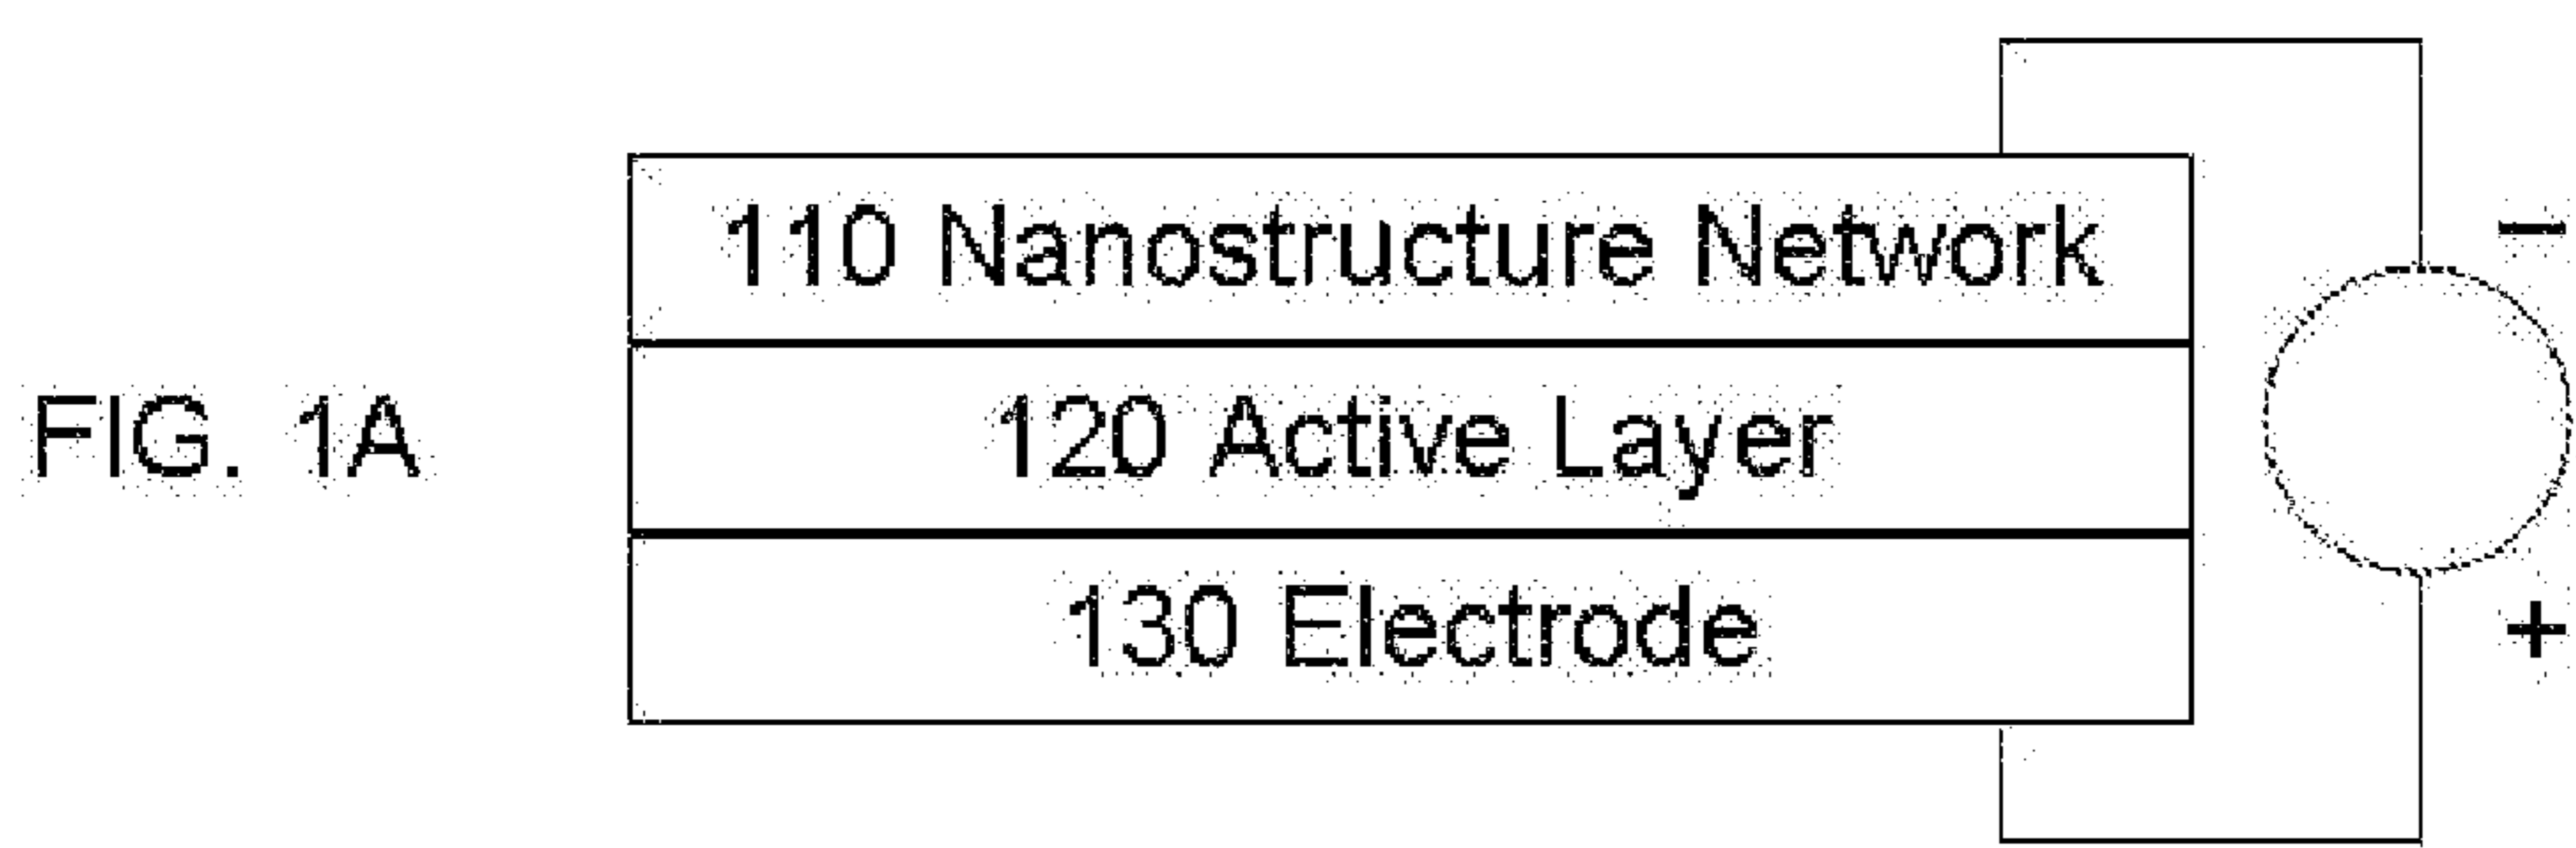 110 Nanostructure Network
−
FIG. 1A
120 Active Layer
130 Electrode
+